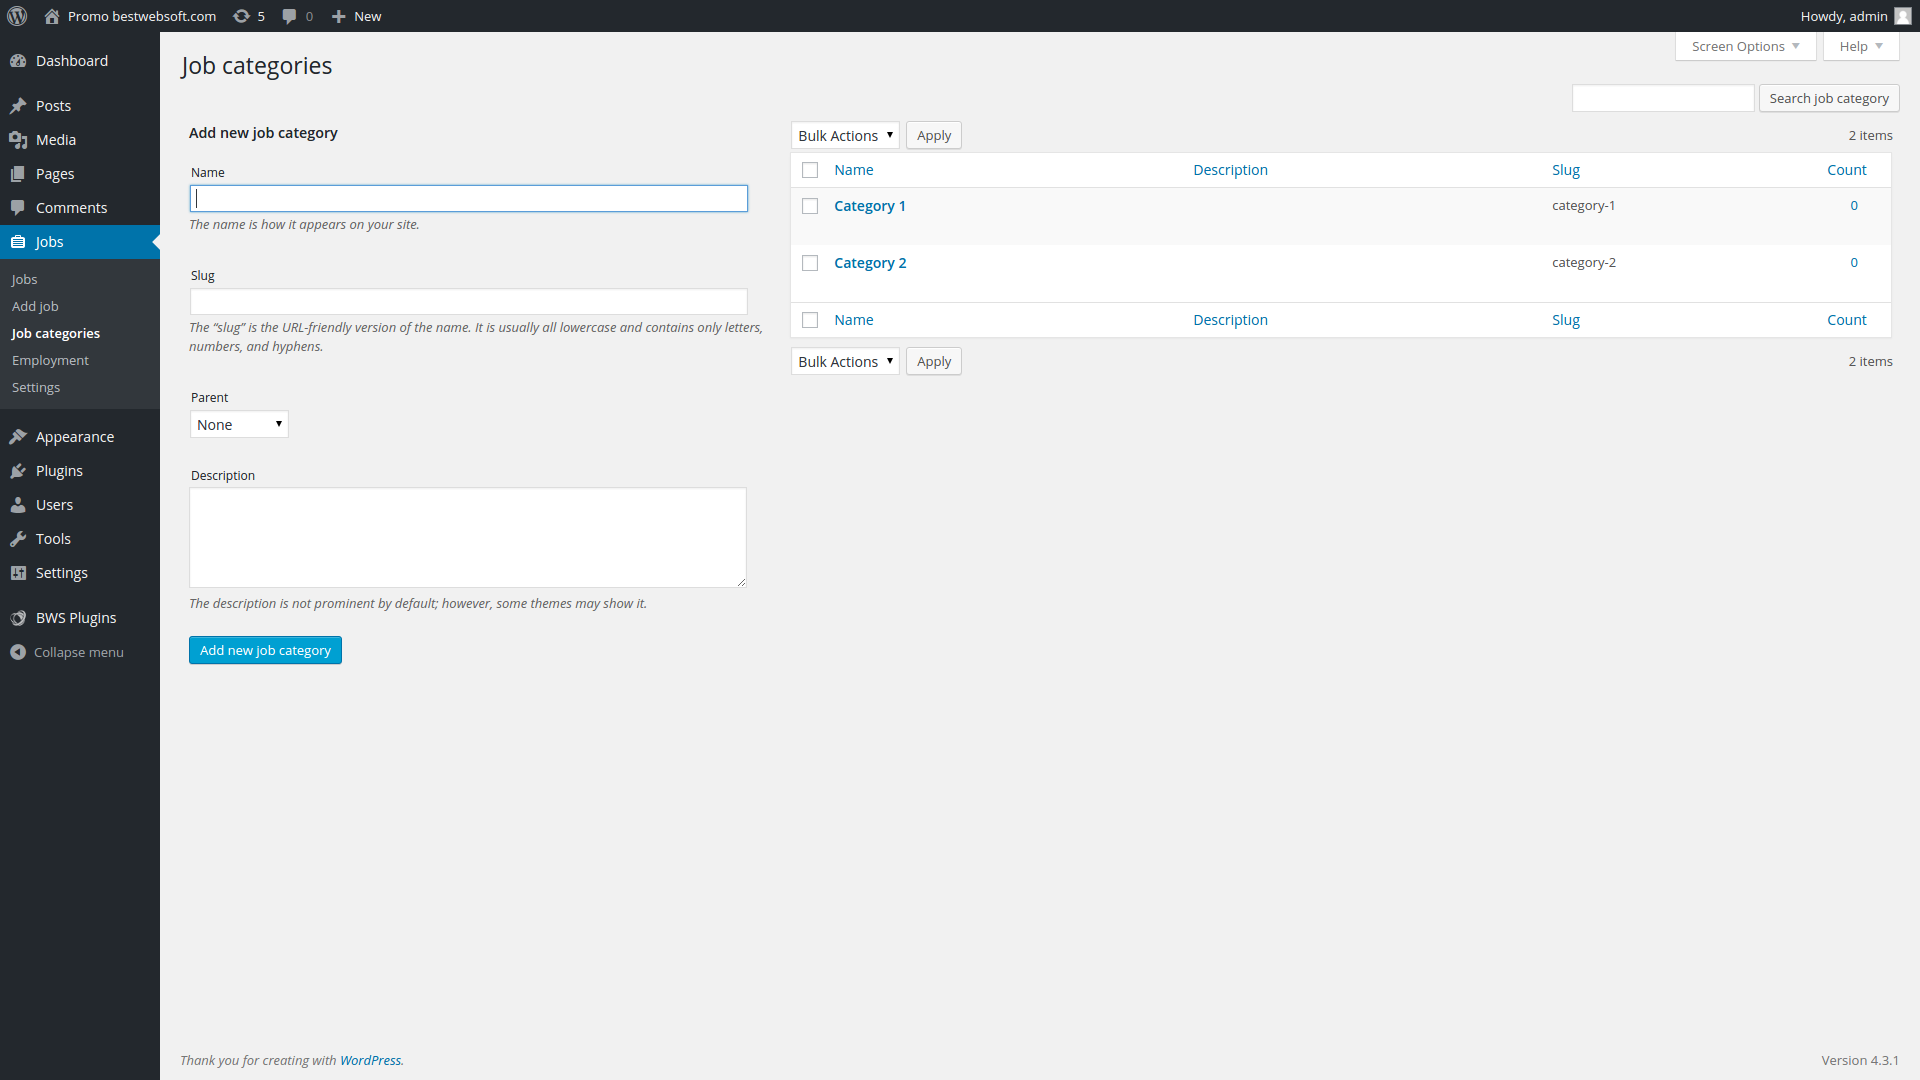 Promo bestwebsoft.com 5 0 New Howdy, admin
Dashboard
Posts
Media
Pages
Comments
Jobs
Jobs
Add job
Job categories
Employment
Settings
Appearance
Plugins
Users
Tools
Settings
BWS Plugins
Collapse menu
Screen Options Help
Job categories
Search job category
Add new job category
Name
The name is how it appears on your site.
Slug
The “slug” is the URL-friendly version of the name. It is usually all lowercase and contains only letters,
numbers, and hyphens.
Parent
None
Description
The description is not prominent by default; however, some themes may show it.
Add new job category
Bulk Actions Apply 2 items
Name Description Slug Count
Category 1 category-1 0
Category 2 category-2 0
Name Description Slug Count
Bulk Actions Apply 2 items
Thank you for creating with WordPress. Version 4.3.1